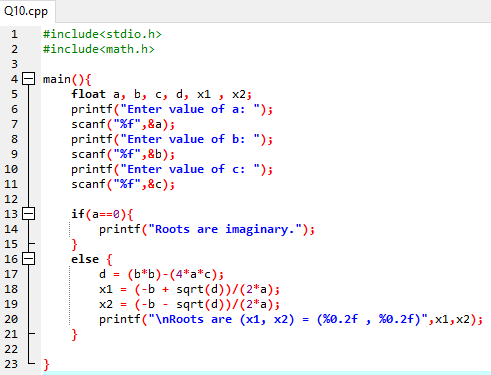 Q10.cpp
1 #include<stdio.h>
2 #include<math.h>
3
4 main(){
5 float a, b, c, d, x1 , x2;
6 printf("Enter value of a: ");
7 scanf("%f",&a);
8 printf("Enter value of b: ");
9 scanf("%f",&b);
10 printf("Enter value of c: ");
11 scanf("%f",&c);
12
13 if(a==0){
14 printf("Roots are imaginary.");
15 }
16 else {
17 d = (b*b)-(4*a*c);
18 x1 = (-b + sqrt(d))/(2*a);
19 x2 = (-b - sqrt(d))/(2*a);
20 printf("\nRoots are (x1, x2) = (%0.2f , %0.2f)",x1,x2);
21 }
22
23 }